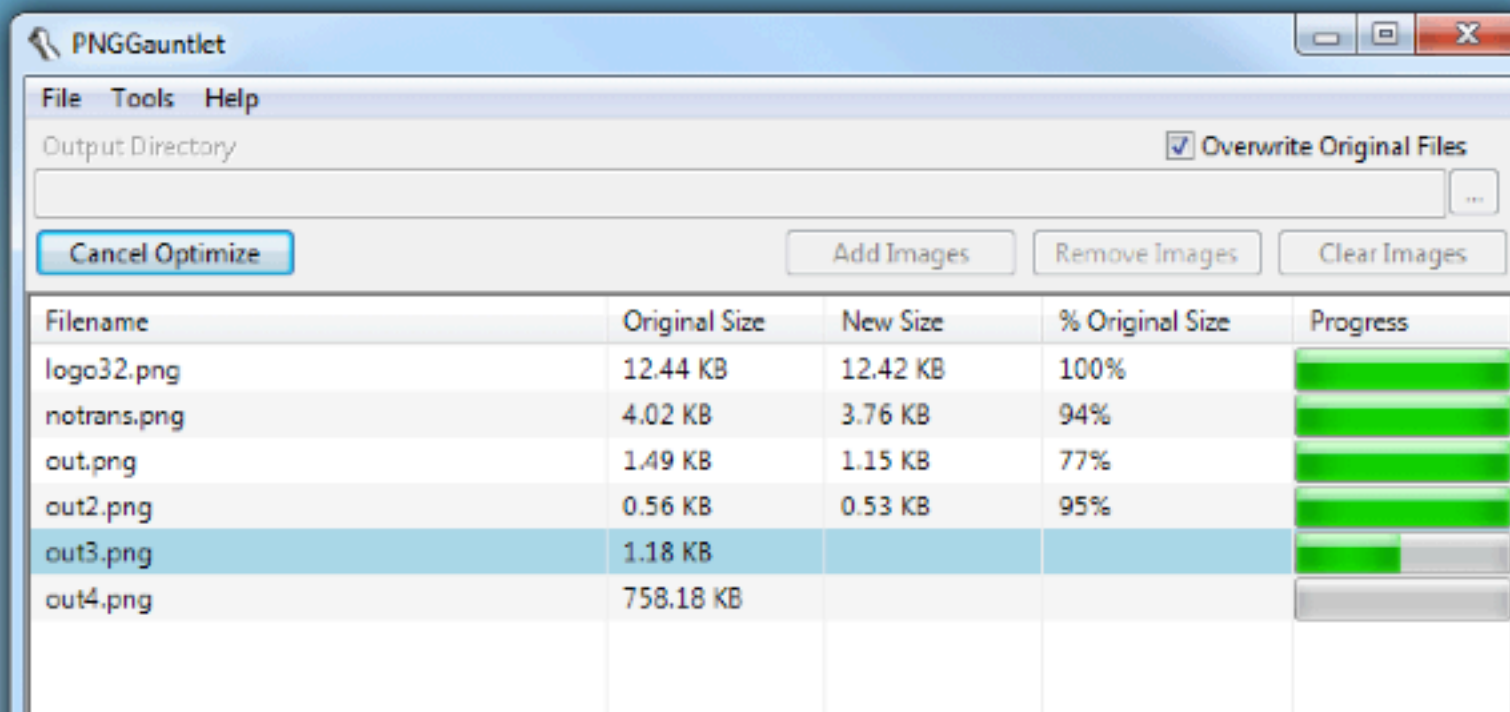 PNGGauntlet
File Tools Help
Output Directory Overwrite Original Files
...
Cancel Optimize Add Images Remove Images Clear Images
Filename Original Size New Size % Original Size Progress
logo32.png 12.44 KB 12.42 KB 100%
notrans.png 4.02 KB 3.76 KB 94%
out.png 1.49 KB 1.15 KB 77%
out2.png 0.56 KB 0.53 KB 95%
out3.png 1.18 KB
out4.png 758.18 KB